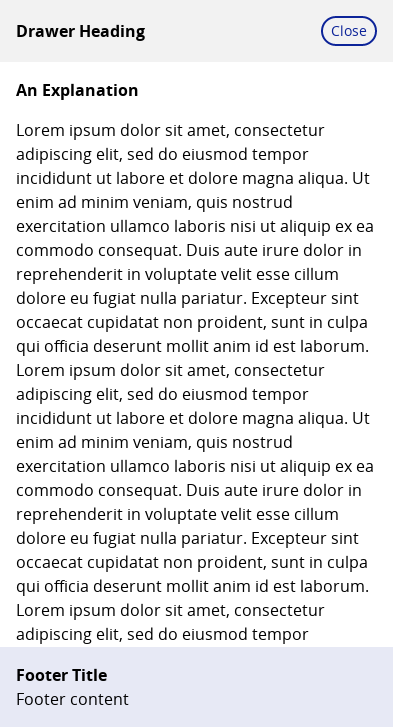 Drawer Heading
Close
An Explanation
Lorem ipsum dolor sit amet, consectetur
adipiscing elit, sed do eiusmod tempor
incididunt ut labore et dolore magna aliqua. Ut
enim ad minim veniam, quis nostrud
exercitation ullamco laboris nisi ut aliquip ex ea
commodo consequat. Duis aute irure dolor in
reprehenderit in voluptate velit esse cillum
dolore eu fugiat nulla pariatur. Excepteur sint
occaecat cupidatat non proident, sunt in culpa
qui officia deserunt mollit anim id est laborum.
Lorem ipsum dolor sit amet, consectetur
adipiscing elit, sed do eiusmod tempor
incididunt ut labore et dolore magna aliqua. Ut
enim ad minim veniam, quis nostrud
exercitation ullamco laboris nisi ut aliquip ex ea
commodo consequat. Duis aute irure dolor in
reprehenderit in voluptate velit esse cillum
dolore eu fugiat nulla pariatur. Excepteur sint
occaecat cupidatat non proident, sunt in culpa
qui officia deserunt mollit anim id est laborum.
Lorem ipsum dolor sit amet, consectetur
adipiscing elit, sed do eiusmod tempor
Footer Title
Footer content